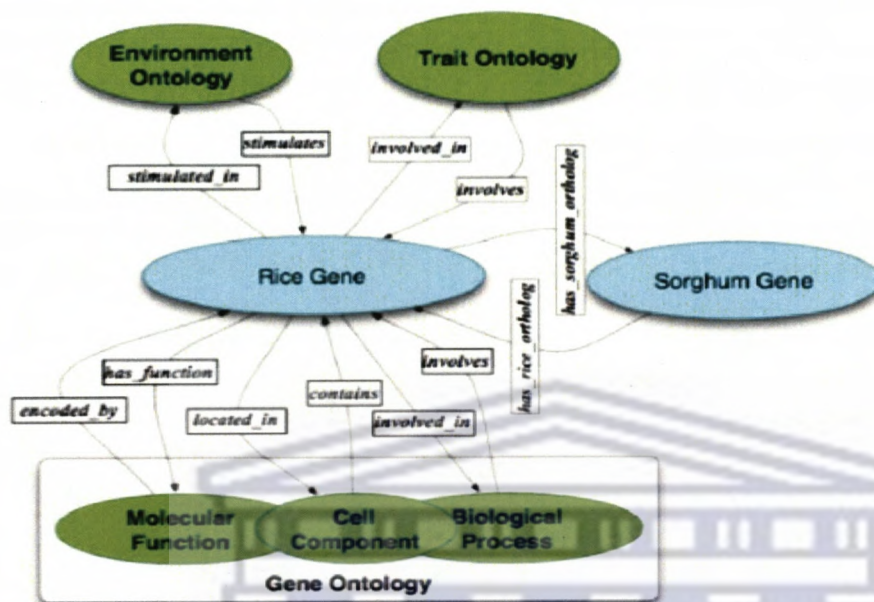 Environment
Ontology
Trait Ontology
stimulates
involved_in
stimulated_in
involves
has_sorghum_ortholog
Rice Gene
Sorghum Gene
has_rice_ortholog
has_function
contains
involves
encoded_by
located_in
involved_in
Molecular
Function
Cell
Component
Biological
Process
Gene Ontology